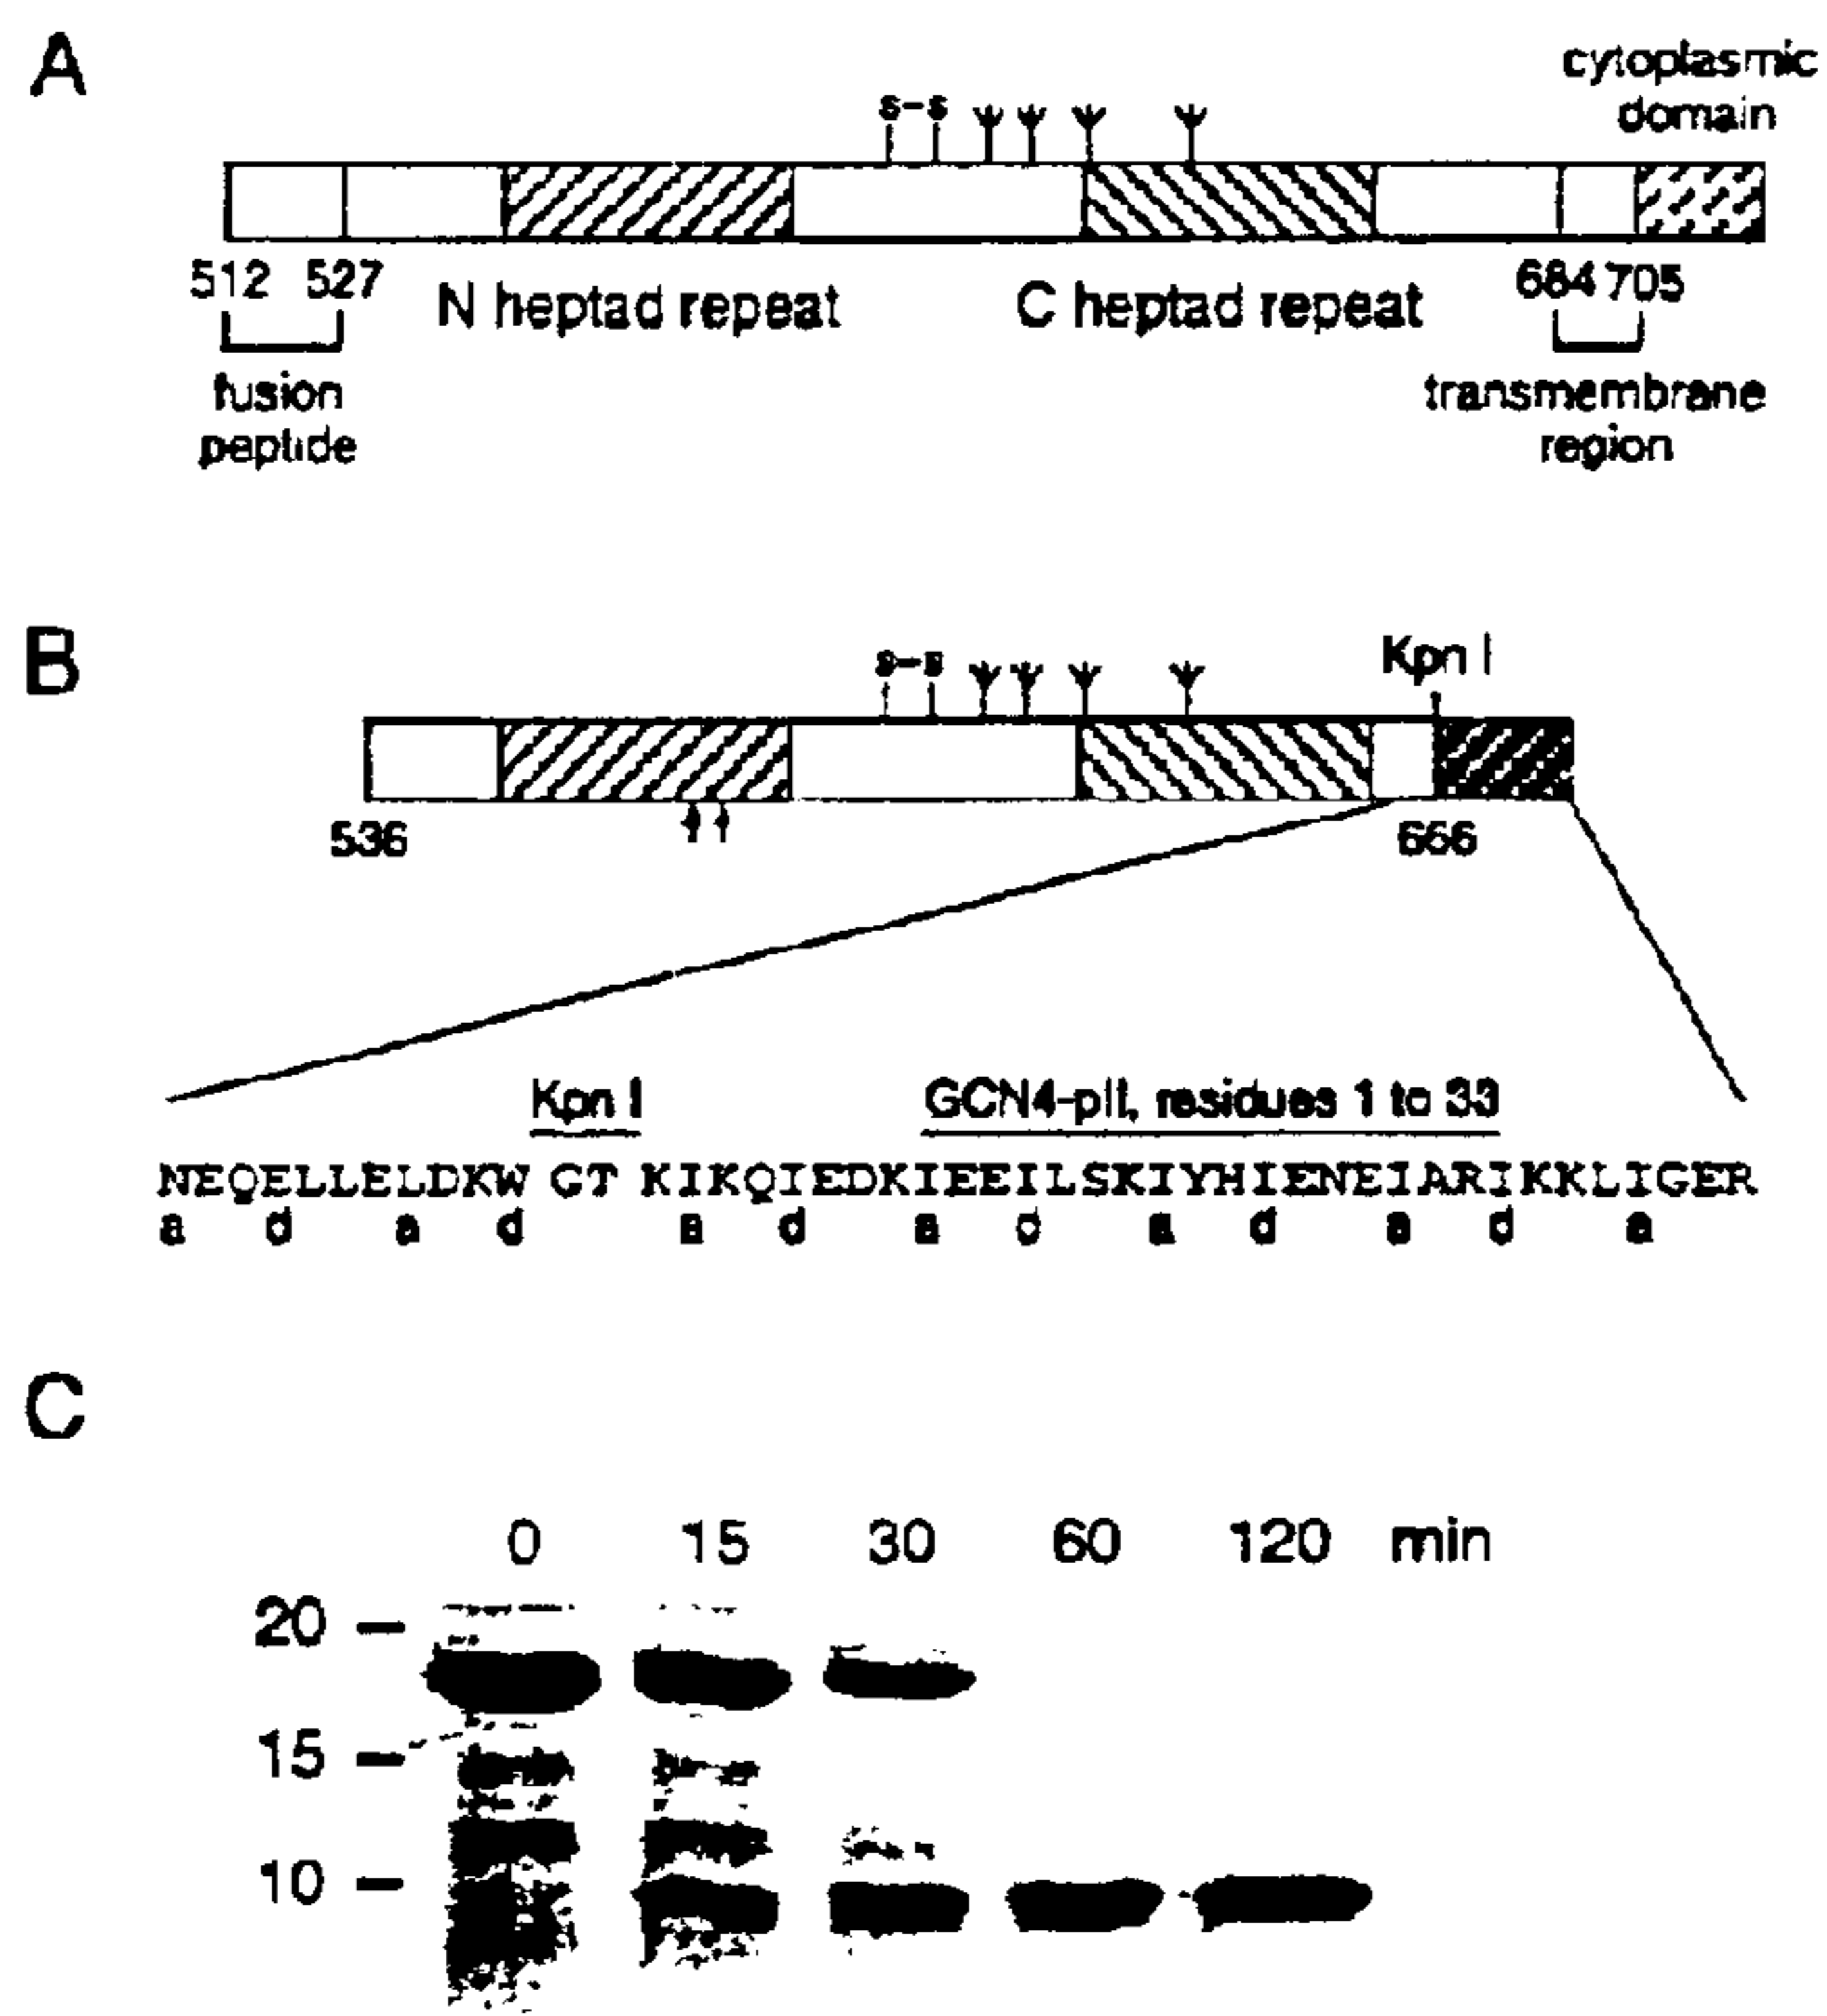 A
cytoplasmic
domain
s-s
512 527
N heptad repeat
C heptad repeat
684 705
fusion
peptide
transmembrane
region
B
s-s
Kpn I
536
666
Kpn I
GCN4-pII, residues 1 to 33
NEQELLELDKW GT KIKQIEDKIEEILSKIYHIENEIARIKKLIGER
a d a d a d a d a d a d a
C
0 15 30 60 120 min
20
15
10